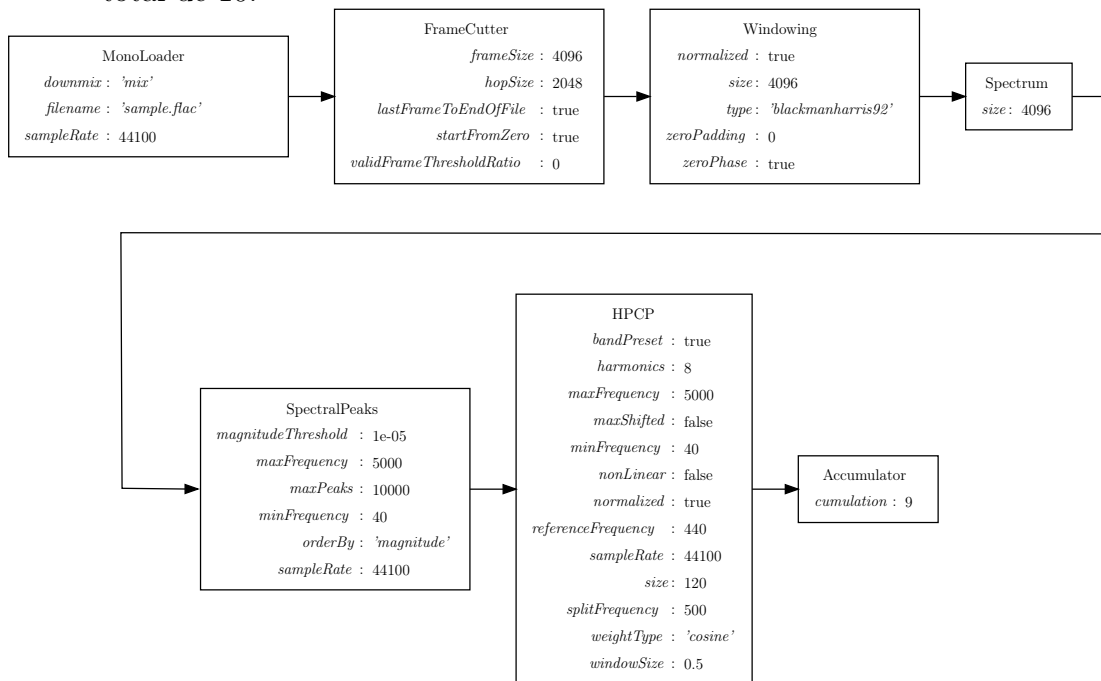 MonoLoader
downmix : 'mix'
filename : 'sample.flac'
sampleRate : 44100
FrameCutter
frameSize : 4096
hopSize : 2048
lastFrameToEndOfFile : true
startFromZero : true
validFrameThresholdRatio : 0
Windowing
normalized : true
size : 4096
type : 'blackmanharris92'
zeroPadding : 0
zeroPhase : true
Spectrum
size : 4096
SpectralPeaks
magnitudeThreshold : 1e-05
maxFrequency : 5000
maxPeaks : 10000
minFrequency : 40
orderBy : 'magnitude'
sampleRate : 44100
HPCP
bandPreset : true
harmonics : 8
maxFrequency : 5000
maxShifted : false
minFrequency : 40
nonLinear : false
normalized : true
referenceFrequency : 440
sampleRate : 44100
size : 120
splitFrequency : 500
weightType : 'cosine'
windowSize : 0.5
Accumulator
cumulation : 9